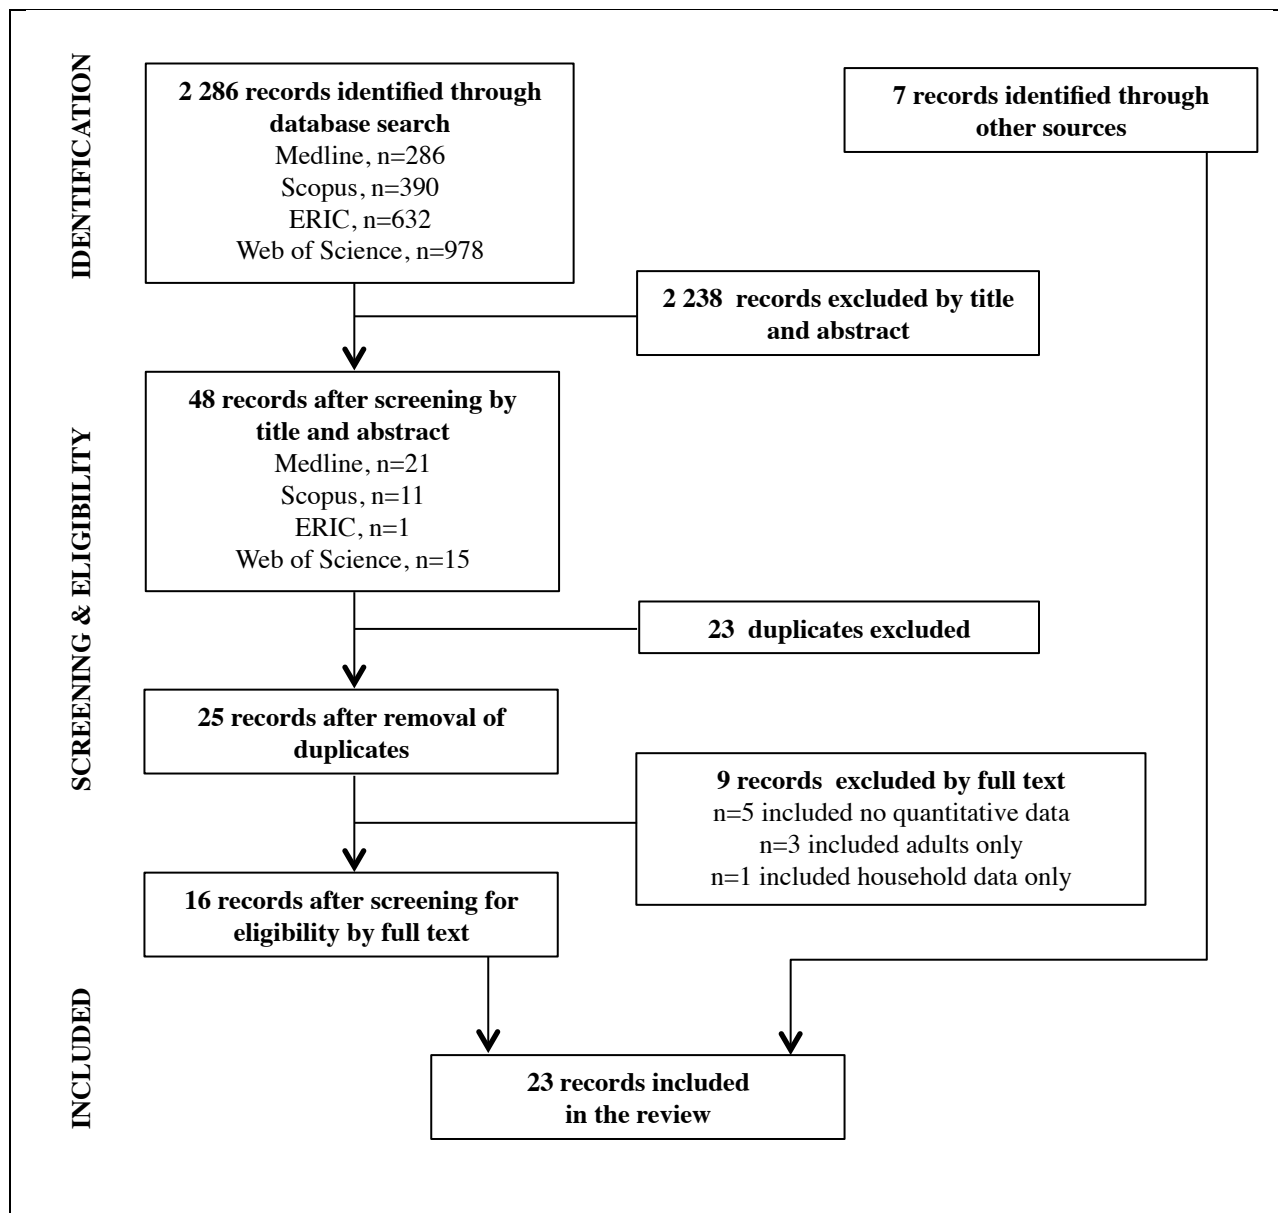 IDENTIFICATION
2 286 records identified through
database search
Medline, n=286
Scopus, n=390
ERIC, n=632
Web of Science, n=978
7 records identified through
other sources
2 238 records excluded by title
and abstract
SCREENING & ELIGIBILITY
48 records after screening by
title and abstract
Medline, n=21
Scopus, n=11
ERIC, n=1
Web of Science, n=15
23 duplicates excluded
25 records after removal of
duplicates
9 records excluded by full text
n=5 included no quantitative data
n=3 included adults only
n=1 included household data only
16 records after screening for
eligibility by full text
INCLUDED
23 records included
in the review